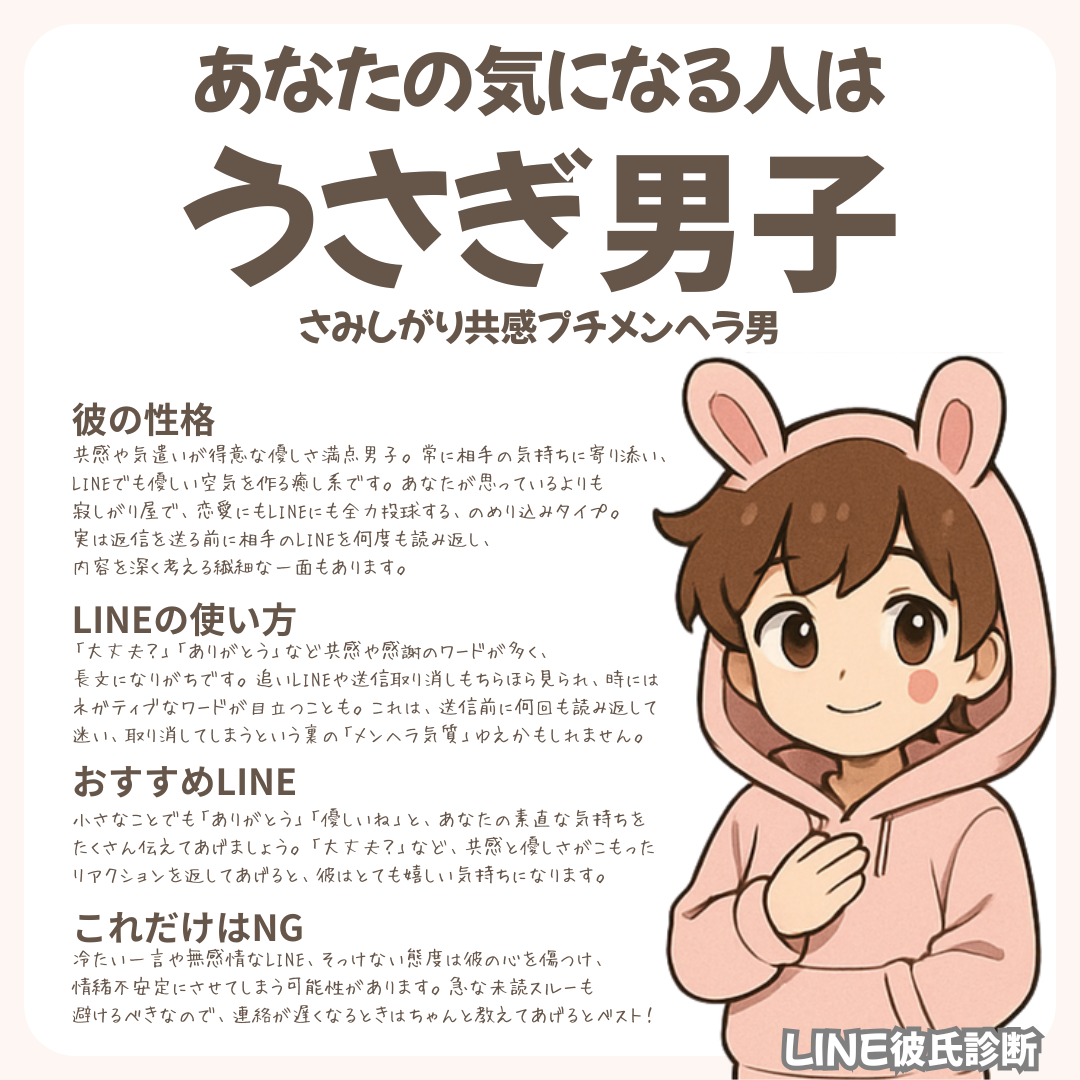 あなたの気になる人は
うさぎ男子
さみしがり共感プチメンヘラ男
彼の性格
共感や気遣いが得意な優しさ満点男子。常に相手の気持ちに寄り添い、
LINEでも優しい空気を作る癒し系です。あなたが思っているよりも
寂しがり屋で、恋愛にもLINEにも全力投球する、のめり込みタイプ。
実は返信を送る前に相手のLINEを何度も読み返し、
内容を深く考える繊細な一面もあります。
LINEの使い方
「大丈夫?」「ありがとう」など共感や感謝のワードが多く、
長文になりがちです。追いLINEや送信取り消しもちらほら見られ、時には
ネガティブなワードが目立つことも。これは、送信前に何回も読み返して
迷い、取り消してしまうという裏の「メンヘラ気質」ゆえかもしれません。
おすすめLINE
小さなことでも「ありがとう」「優しいね」と、あなたの素直な気持ちを
たくさん伝えてあげましょう。「大丈夫?」など、共感と優しさがこもった
リアクションを返してあげると、彼はとても嬉しい気持ちになります。
これだけはNG
冷たい一言や無感情なLINE、そっけない態度は彼の心を傷つけ、
情緒不安定にさせてしまう可能性があります。急な未読スルーも
避けるべきなので、連絡が遅くなるときはちゃんと教えてあげるとベスト!
LINE彼氏診断